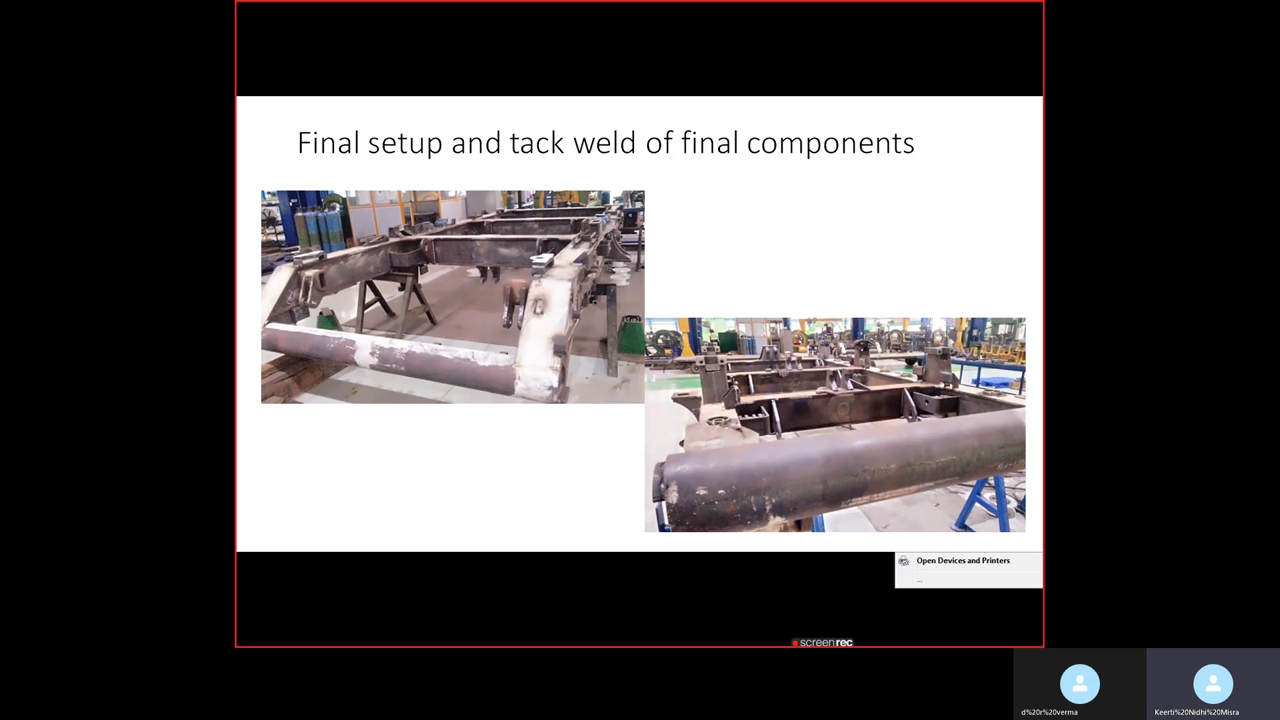 Final setup and tack weld of final components
Open Devices and Printers
...
screenrec
d%20r%20verma
Keerti%20Nidhi%20Misra